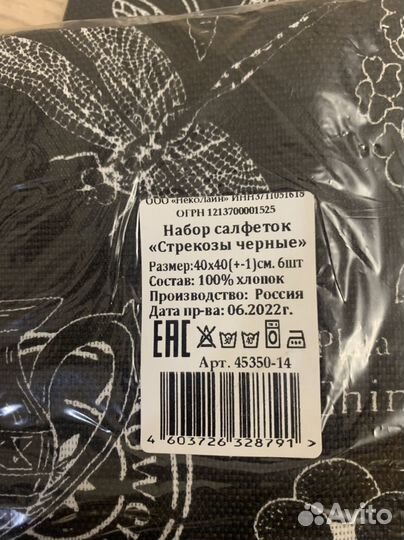 ООО «Неколайн» ИНН3711051618
ОГРН 1213700001525
Набор салфеток
«Стрекозы черные»
Размер:40х40(+-1)см. 6шт
Состав: 100% хлопок
Производство: Россия
Дата пр-ва: 06.2022г.
ЕАС
Арт. 45350-14
4 603726 328791 >
Avito